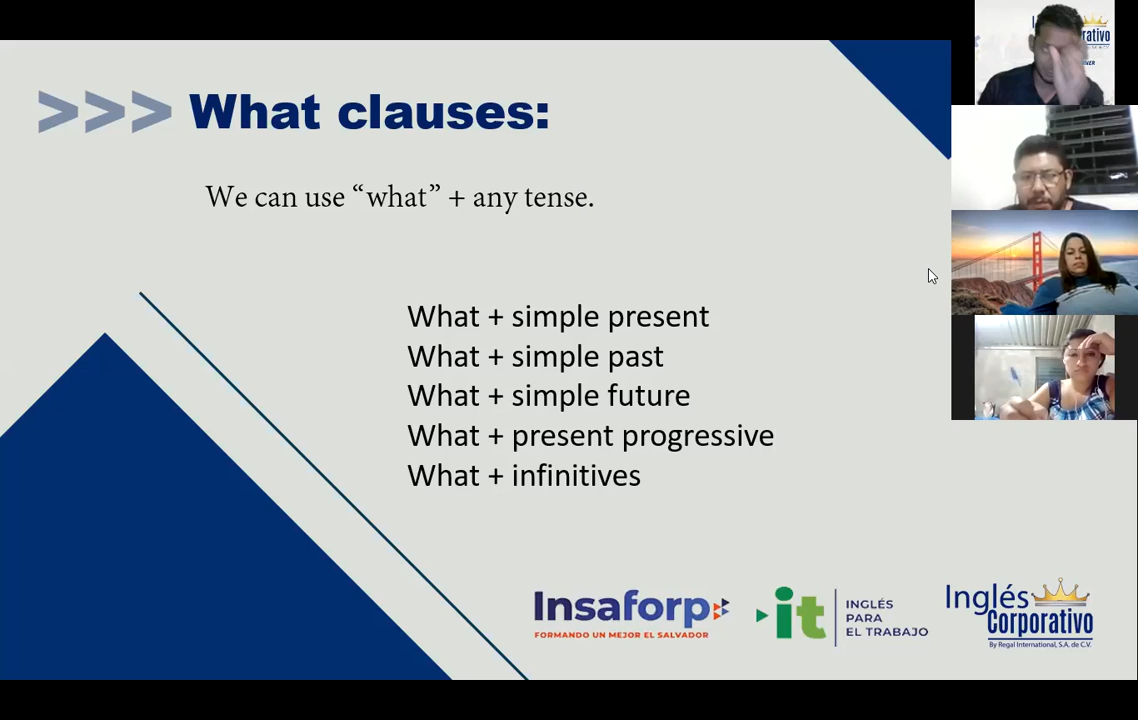 >>> What clauses:
We can use “what” + any tense.
What + simple present
What + simple past
What + simple future
What + present progressive
What + infinitives
Insaforp
FORMANDO UN MEJOR EL SALVADOR
it
INGLÉS
PARA
EL TRABAJO
Inglés
Corporativo
By Regal International, S.A. de C.V.
rativo